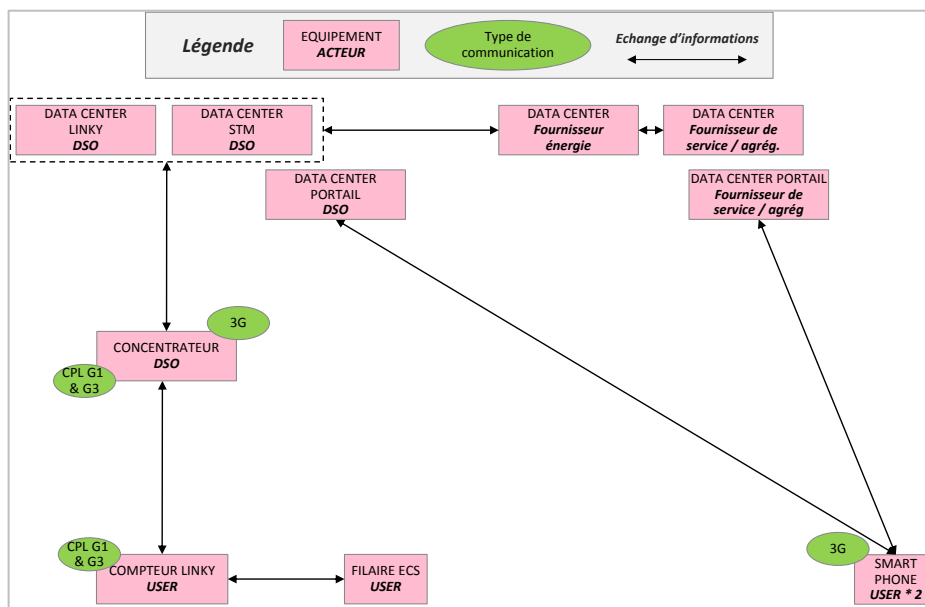 Légende
EQUIPEMENT
ACTEUR
Type de
communication
Echange d'informations
DATA CENTER
LINKY
DSO
DATA CENTER
STM
DSO
DATA CENTER
Fournisseur
énergie
DATA CENTER
Fournisseur de
service / agrég.
DATA CENTER
PORTAIL
DSO
DATA CENTER PORTAIL
Fournisseur de
service / agrég
3G
CONCENTRATEUR
DSO
CPL G1
& G3
CPL G1
& G3
COMPTEUR LINKY
USER
FILAIRE ECS
USER
3G
SMART
PHONE
USER * 2